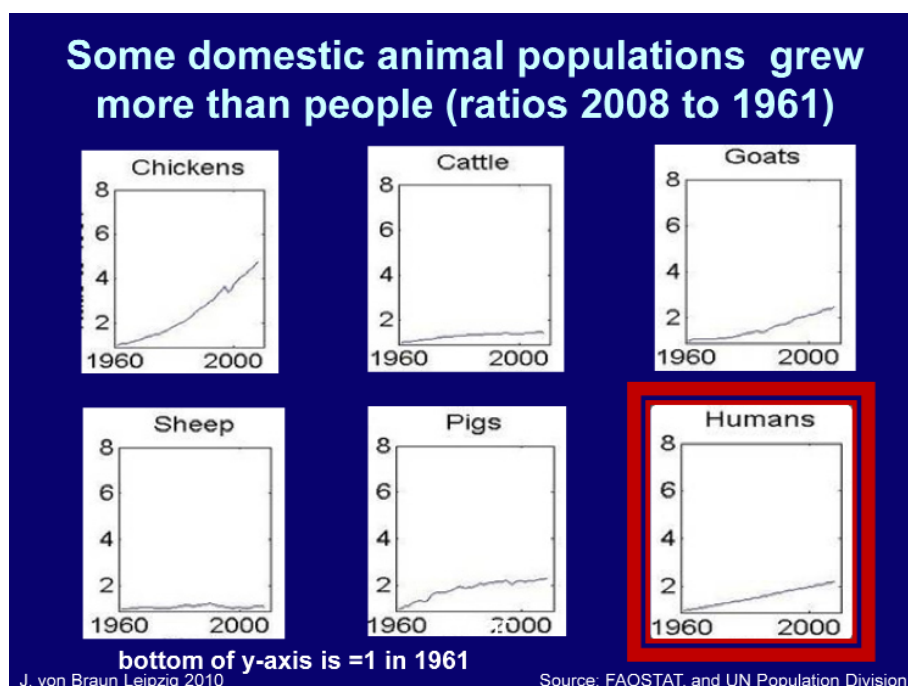 Some domestic animal populations grew
more than people (ratios 2008 to 1961)
Chickens
8
6
4
2
1960 2000
Cattle
8
6
4
2
1960 2000
Goats
8
6
4
2
1960 2000
Sheep
8
6
4
2
1960 2000
Pigs
8
6
4
2
1960 2000
Humans
8
6
4
2
1960 2000
bottom of y-axis is =1 in 1961
J. von Braun Leipzig 2010
Source: FAOSTAT, and UN Population Division